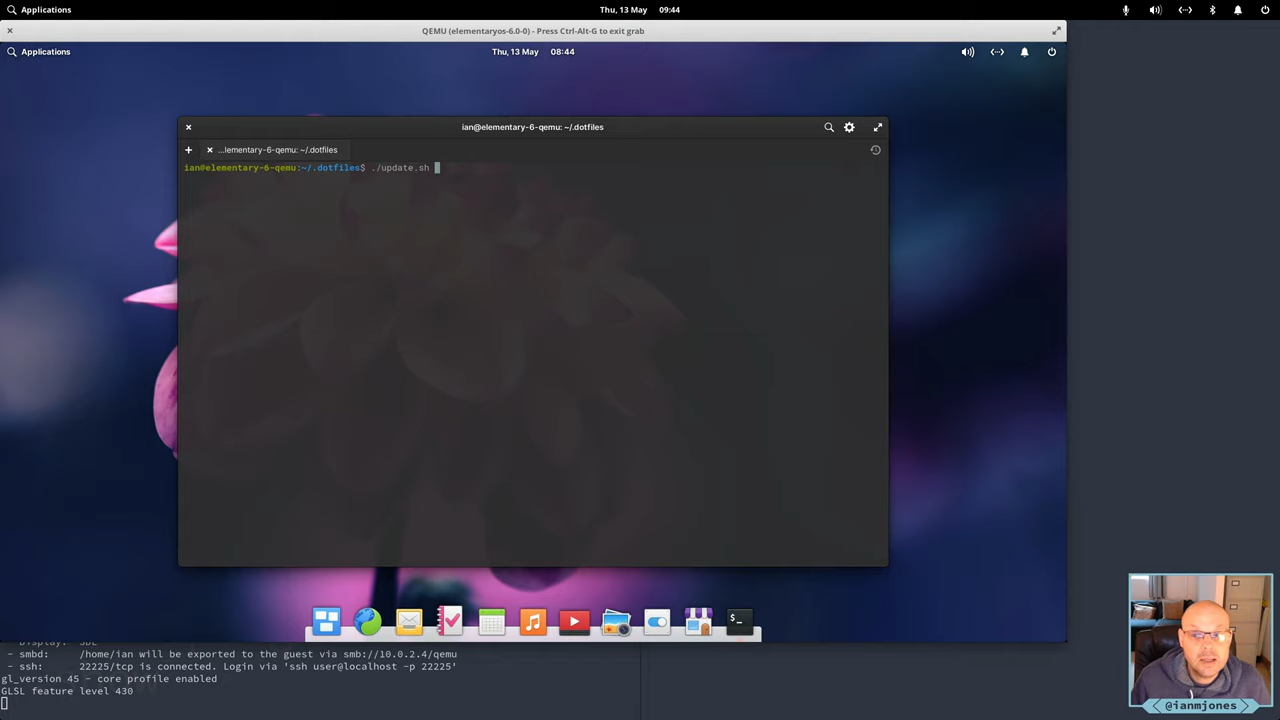 Applications
Thu, 13 May 09:44
QEMU (elementaryos-6.0-0) - Press Ctrl-Alt-G to exit grab
Applications
Thu, 13 May 08:44
ian@elementary-6-qemu: ~/.dotfiles
...lementary-6-qemu: ~/.dotfiles
ian@elementary-6-qemu:~/.dotfiles$ ./update.sh
- Display: SDL
- smbd: /home/ian will be exported to the guest via smb://10.0.2.4/qemu
- ssh: 22225/tcp is connected. Login via 'ssh user@localhost -p 22225'
gl_version 45 - core profile enabled
GLSL feature level 430
@ianmjones